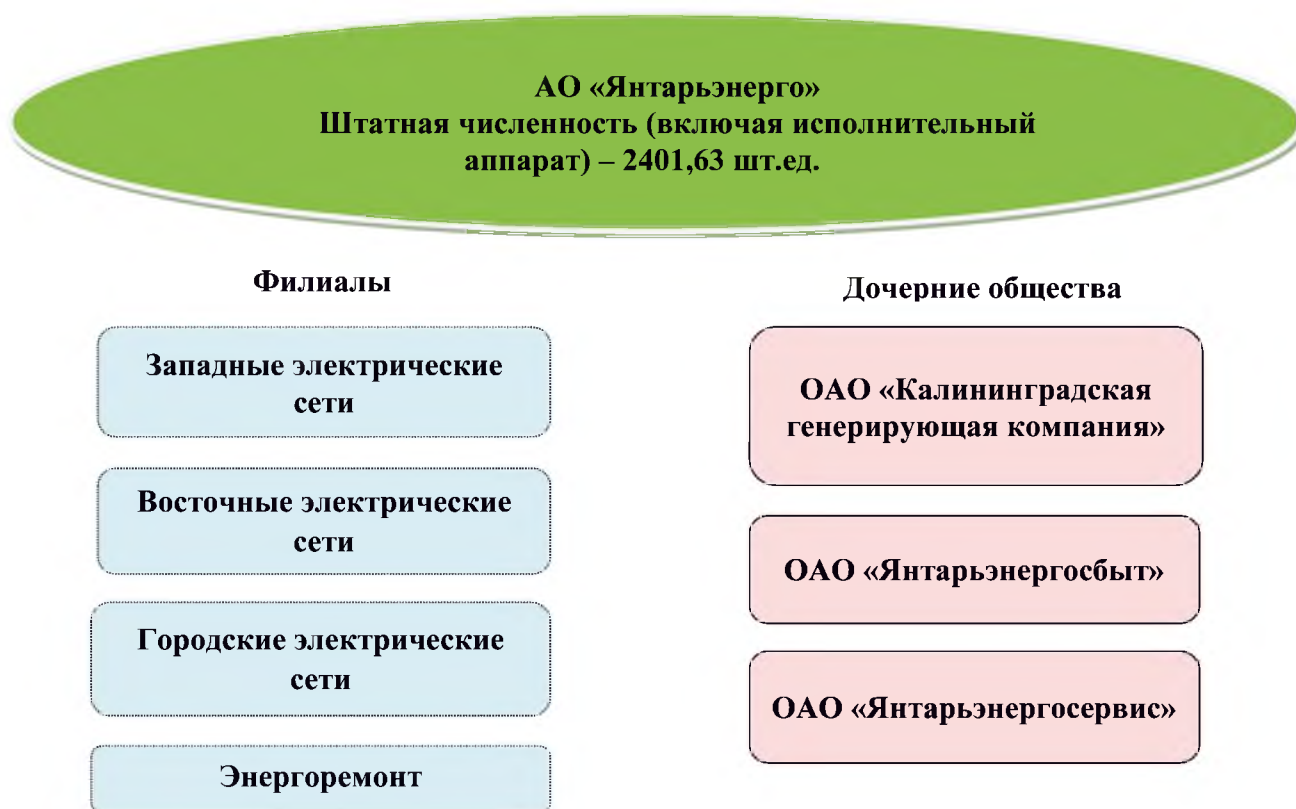 АО «Янтарьэнерго»
Штатная численность (включая исполнительный
аппарат) – 2401,63 шт.ед.
Филиалы
Западные электрические
сети
Восточные электрические
сети
Городские электрические
сети
Энергоремонт
Дочерние общества
ОАО «Калининградская
генерирующая компания»
ОАО «Янтарьэнергосбыт»
ОАО «Янтарьэнергосервис»